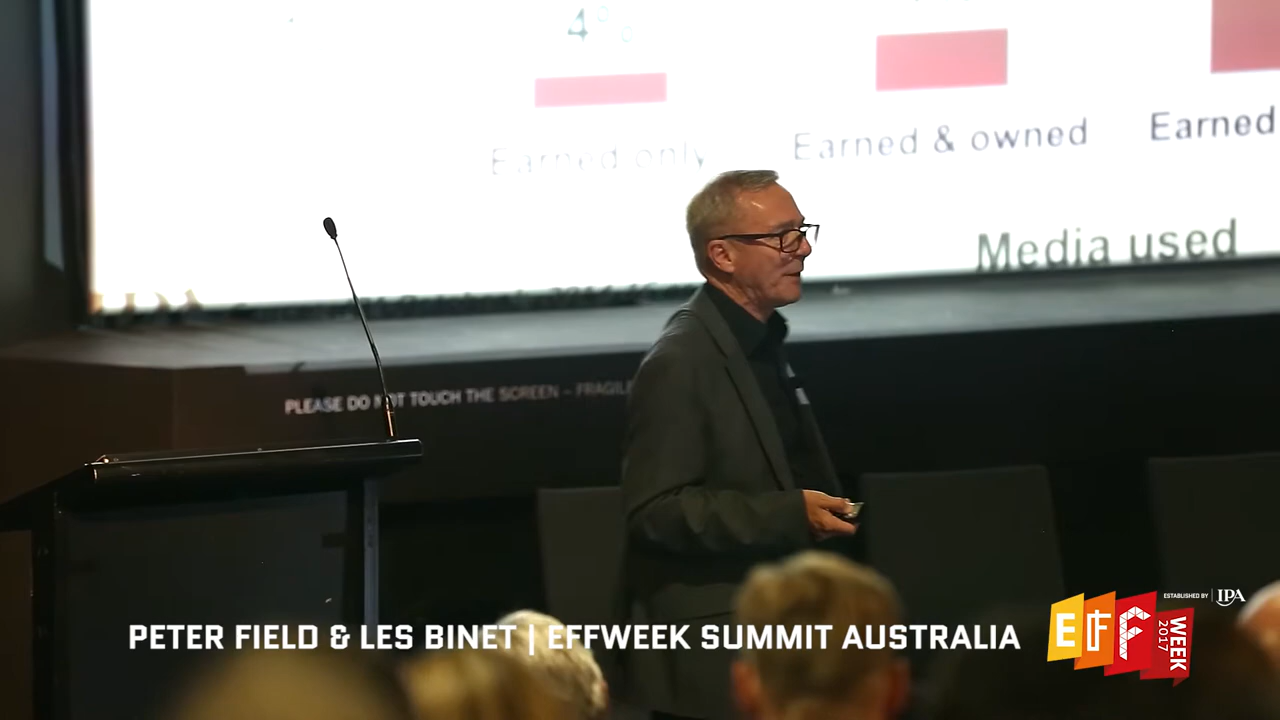 4%
Earned only
Earned & owned
Earned
Media used
PLEASE DO NOT TOUCH THE SCREEN – FRAGILE
PETER FIELD & LES BINET | EFFWEEK SUMMIT AUSTRALIA
ESTABLISHED BY | IPA
EFF
WEEK
2017